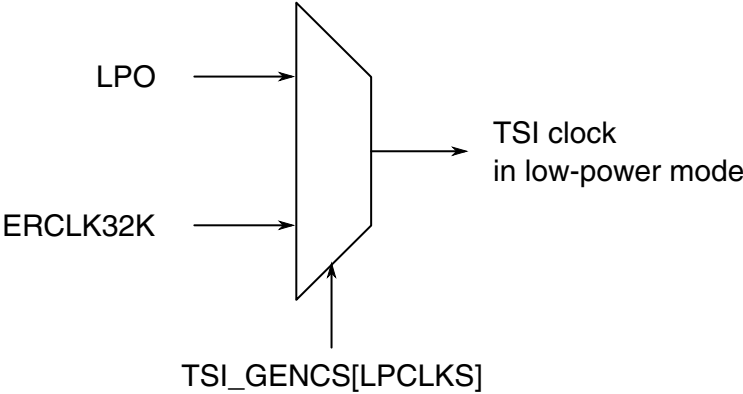 LPO
TSI clock
in low-power mode
ERCLK32K
TSI_GENCS[LPCLKS]